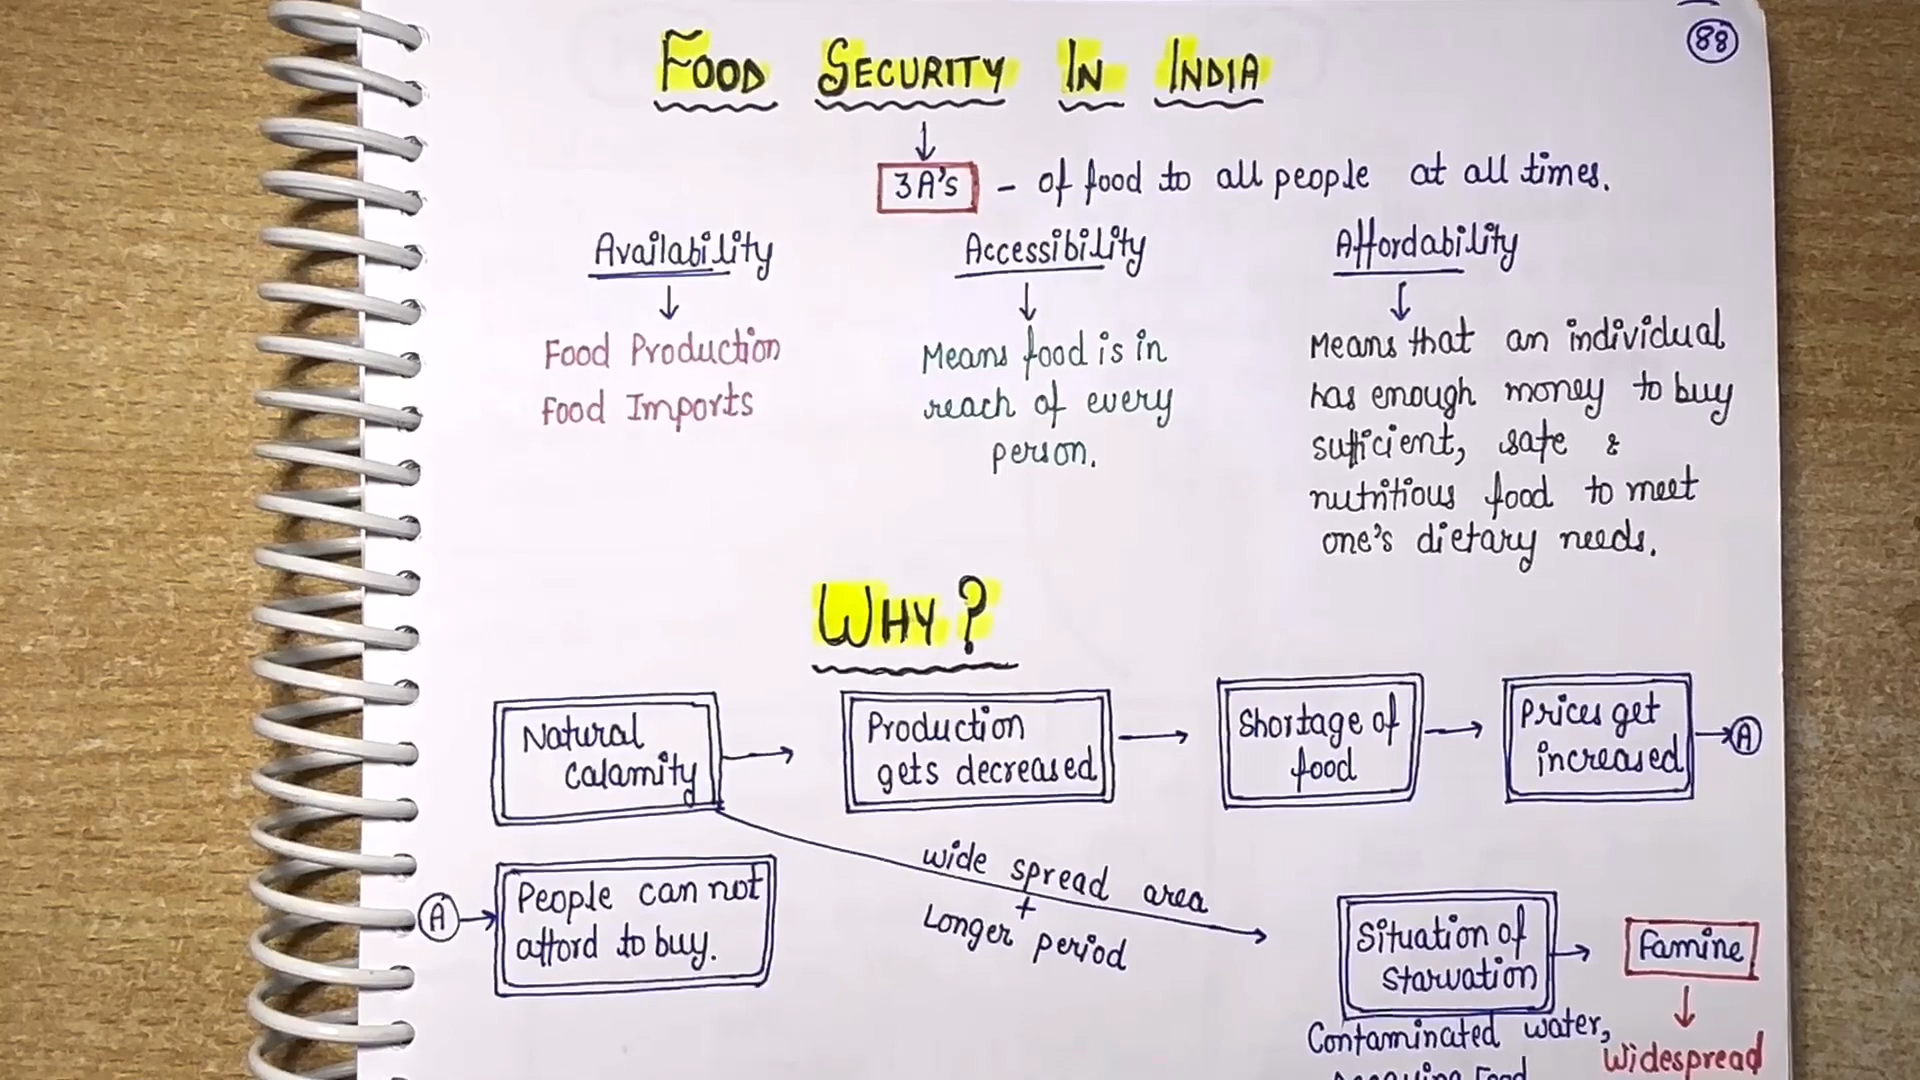 88
FOOD SECURITY IN INDIA
3A's - of food to all people at all times.
Availability
Food Production
Food Imports
Accessibility
Means food is in
reach of every
person.
Affordability
Means that an individual
has enough money to buy
sufficient, safe &
nutritious food to meet
one's dietary needs.
WHY?
Natural
Calamity
Production
gets decreased
Shortage of
food
Prices get
increased
A
A
People can not
afford to buy.
wide spread area
+
Longer period
Situation of
starvation
Famine
Contaminated water,
Food
Widespread